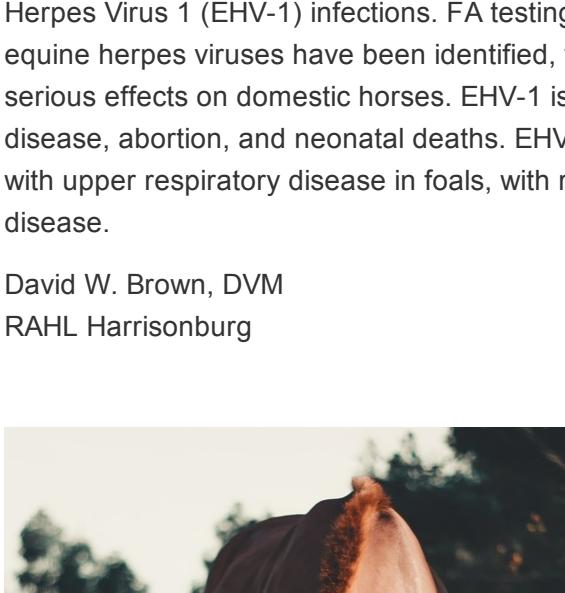 Herpes Virus 1 (EHV-1) infections. FA testing
equine herpes viruses have been identified,
serious effects on domestic horses. EHV-1 is
disease, abortion, and neonatal deaths. EHV
with upper respiratory disease in foals, with
disease.
David W. Brown, DVM
RAHL Harrisonburg